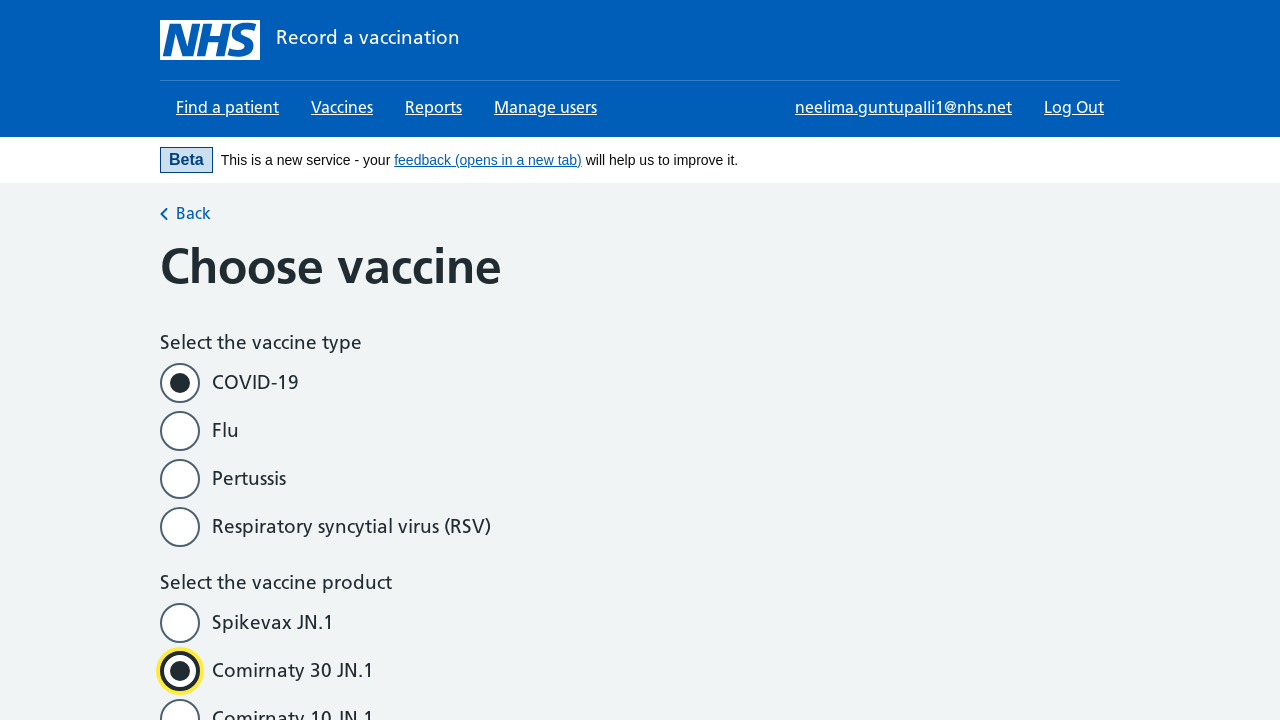 NHS Record a vaccination
Find a patient Vaccines Reports Manage users neelima.guntupalli1@nhs.net Log Out
Beta This is a new service - your feedback (opens in a new tab) will help us to improve it.
Back
Choose vaccine
Select the vaccine type
COVID-19
Flu
Pertussis
Respiratory syncytial virus (RSV)
Select the vaccine product
Spikevax JN.1
Comirnaty 30 JN.1
Comirnaty 10 JN.1